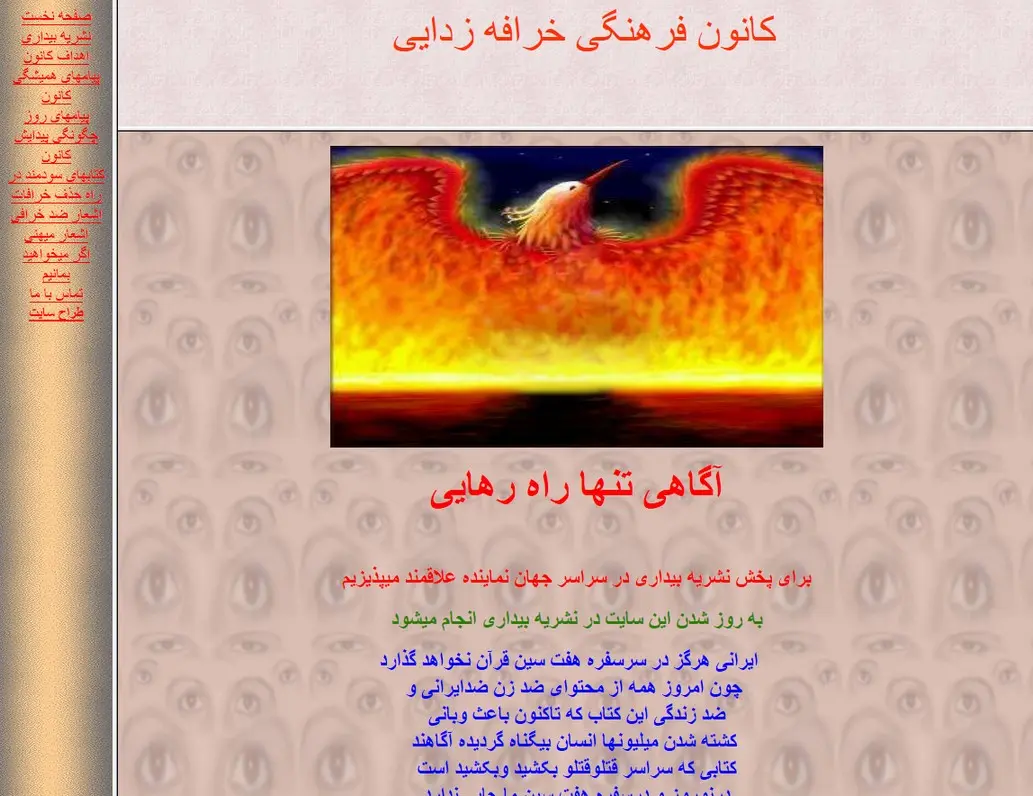 کانون فرهنگی خرافه زدایی
صفحه نخست
نشریه بیداری
اهداف کانون
پیامهای همیشگی
کانون
پیامهای روز
چگونگی پیدایش
کانون
کتابهای سودمند در
راه حذف خرافات
اشعار ضد خرافی
اشعار میهنی
اگر میخواهید
بمانیم
تماس با ما
طراح سایت
آگاهی تنها راه رهایی
برای پخش نشریه بیداری در سراسر جهان نماینده علاقمند میپذیزیم
به روز شدن این سایت در نشریه بیداری انجام میشود
ایرانی هرگز در سرسفره هفت سین قرآن نخواهد گذارد
چون امروز همه از محتوای ضد زن ضدایرانی و
ضد زندگی این کتاب که تاکنون باعث وبانی
کشته شدن میلیونها انسان بیگناه گردیده آگاهند
کتابی که سراسر قتلوقتلو بکشید وبکشید است